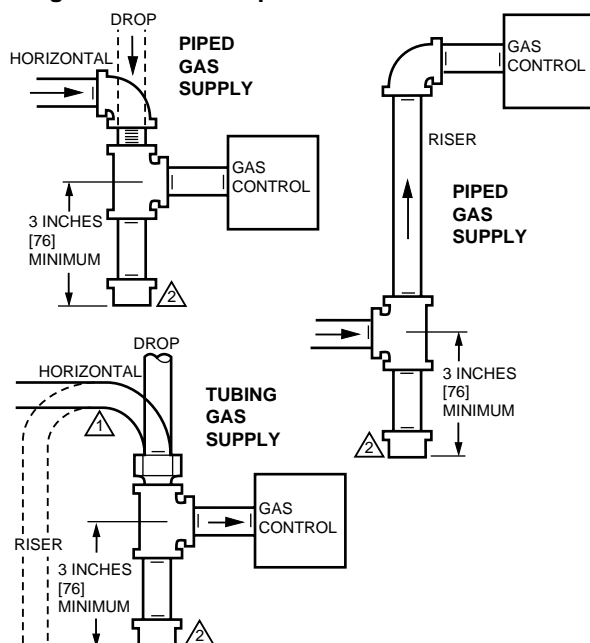 DROP
HORIZONTAL
PIPED
GAS
SUPPLY
GAS
CONTROL
3 INCHES
[76]
MINIMUM
2
GAS
CONTROL
RISER
PIPED
GAS
SUPPLY
3 INCHES
[76]
MINIMUM
2
DROP
HORIZONTAL
1
TUBING
GAS
SUPPLY
GAS
CONTROL
RISER
3 INCHES
[76]
MINIMUM
2